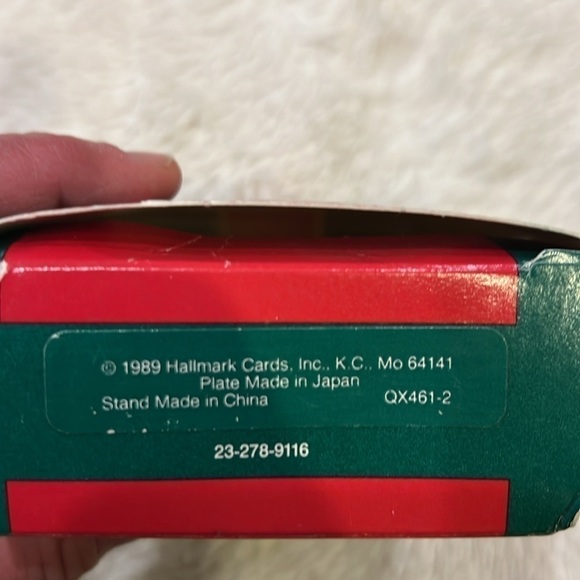 © 1989 Hallmark Cards, Inc., K.C., Mo 64141
Plate Made in Japan
Stand Made in China QX461-2
23-278-9116